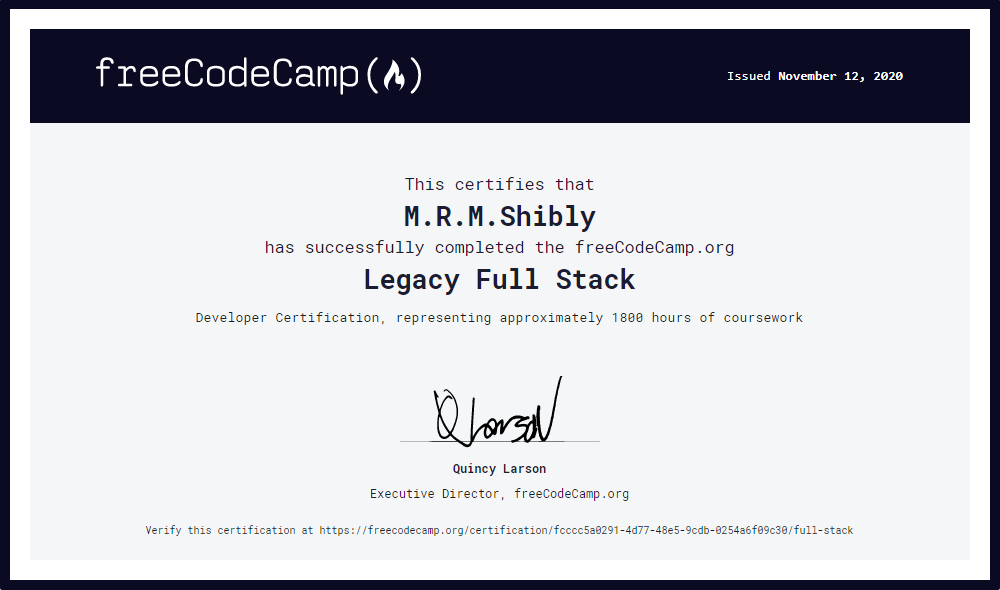 freeCodeCamp(🔥)
Issued November 12, 2020
This certifies that
M.R.M.Shibly
has successfully completed the freeCodeCamp.org
Legacy Full Stack
Developer Certification, representing approximately 1800 hours of coursework
QLarson
Quincy Larson
Executive Director, freeCodeCamp.org
Verify this certification at https://freecodecamp.org/certification/fcccc5a0291-4d77-48e5-9cdb-0254a6f09c30/full-stack